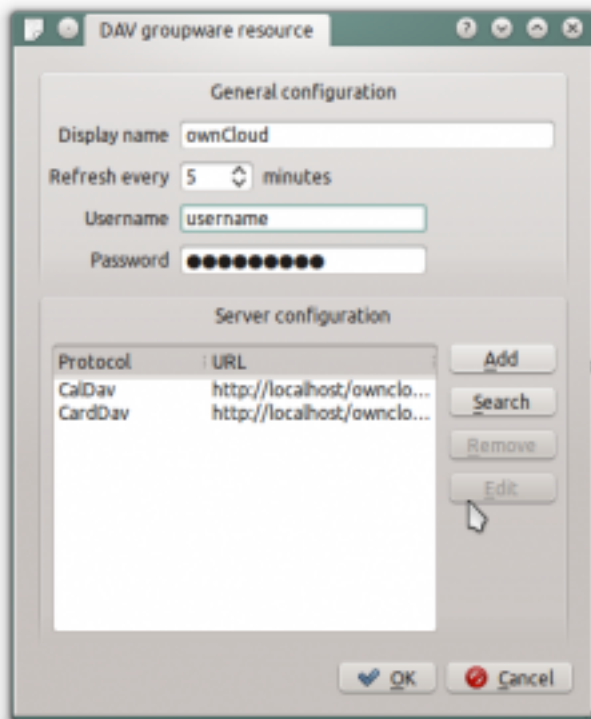 DAV groupware resource
General configuration
Display name ownCloud
Refresh every 5 minutes
Username username
Password ●●●●●●●●●
Server configuration
Protocol URL
CalDav http://localhost/ownclo...
CardDav http://localhost/ownclo...
Add
Search
Remove
Edit
OK Cancel